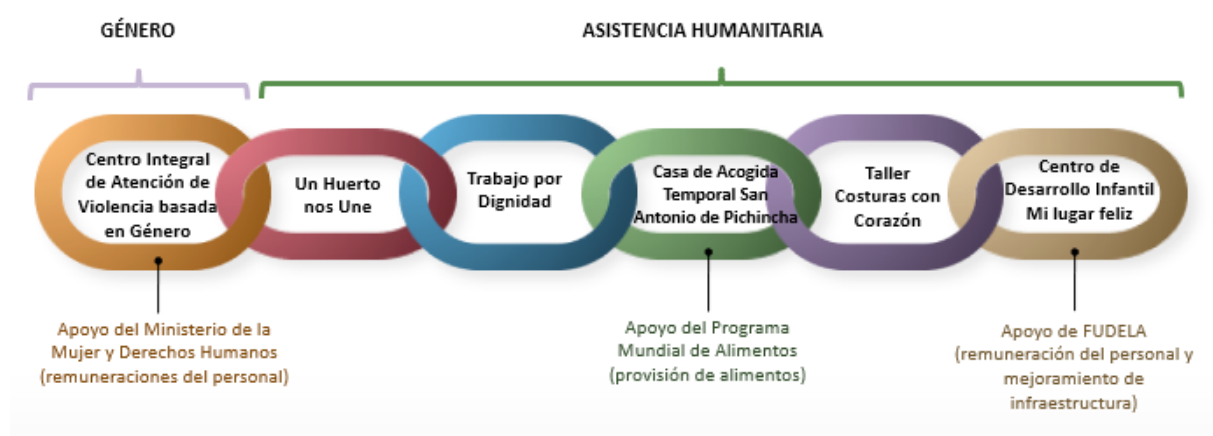 GÉNERO
ASISTENCIA HUMANITARIA
Centro Integral
de Atención de
Violencia basada
en Género
Un Huerto
nos Une
Trabajo por
Dignidad
Casa de Acogida
Temporal San
Antonio de Pichincha
Taller
Costuras con
Corazón
Centro de
Desarrollo Infantil
Mi lugar feliz
Apoyo del Ministerio de la
Mujer y Derechos Humanos
(remuneraciones del personal)
Apoyo del Programa
Mundial de Alimentos
(provisión de alimentos)
Apoyo de FUDELA
(remuneración del personal y
mejoramiento de
infraestructura)